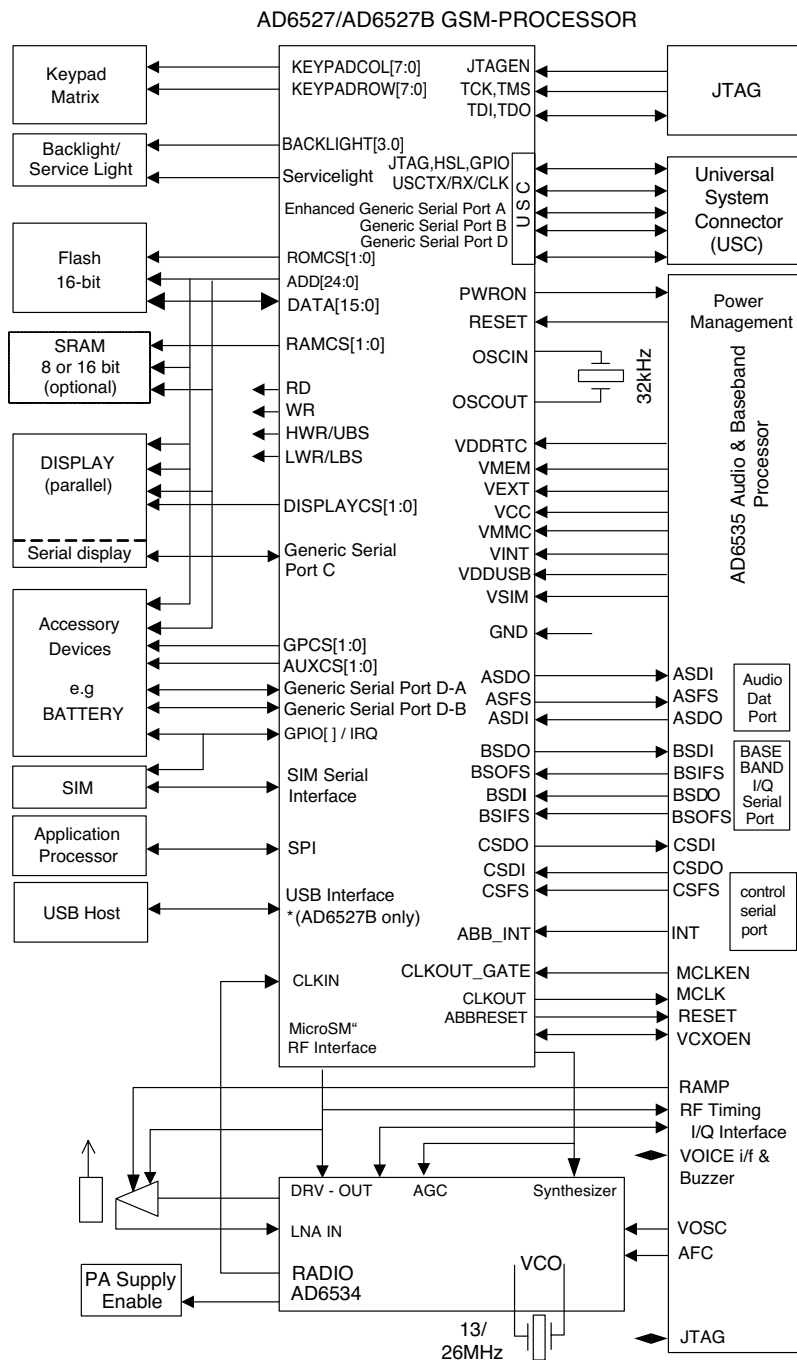 AD6527/AD6527B GSM-PROCESSOR
Keypad
Matrix
KEYPADCOL[7:0]
KEYPADROW[7:0]
JTAGEN
TCK,TMS
TDI,TDO
JTAG
Backlight/
Service Light
BACKLIGHT[3.0]
Servicelight
JTAG,HSL,GPIO
USCTX/RX/CLK
Enhanced Generic Serial Port A
Generic Serial Port B
Generic Serial Port D
USC
Universal
System
Connector
(USC)
Flash
16-bit
ROMCS[1:0]
ADD[24:0]
DATA[15:0]
PWRON
RESET
Power
Management
SRAM
8 or 16 bit
(optional)
RAMCS[1:0]
OSCIN
OSCOUT
32kHz
RD
WR
HWR/UBS
LWR/LBS
AD6535 Audio & Baseband
Processor
DISPLAY
(parallel)
Serial display
DISPLAYCS[1:0]
Generic Serial
Port C
VDDRTC
VMEM
VEXT
VCC
VMMC
VINT
VDDUSB
VSIM
GND
Accessory
Devices
e.g
BATTERY
GPCS[1:0]
AUXCS[1:0]
Generic Serial Port D-A
Generic Serial Port D-B
GPIO[ ] / IRQ
ASDO
ASFS
ASDI
ASDI
ASFS
ASDO
Audio
Dat
Port
SIM
SIM Serial
Interface
BSDO
BSOFS
BSDI
BSIFS
BSDI
BSIFS
BSDO
BSOFS
BASE
BAND
I/Q
Serial
Port
Application
Processor
SPI
CSDO
CSDI
CSFS
CSDI
CSDO
CSFS
control
serial
port
USB Host
USB Interface
*(AD6527B only)
ABB_INT
INT
CLKIN
CLKOUT_GATE
CLKOUT
ABBRESET
MCLKEN
MCLK
RESET
VCXOEN
MicroSM“
RF Interface
RAMP
RF Timing
I/Q Interface
VOICE i/f &
Buzzer
DRV - OUT
AGC
Synthesizer
LNA IN
VOSC
AFC
RADIO
AD6534
VCO
PA Supply
Enable
13/
26MHz
JTAG